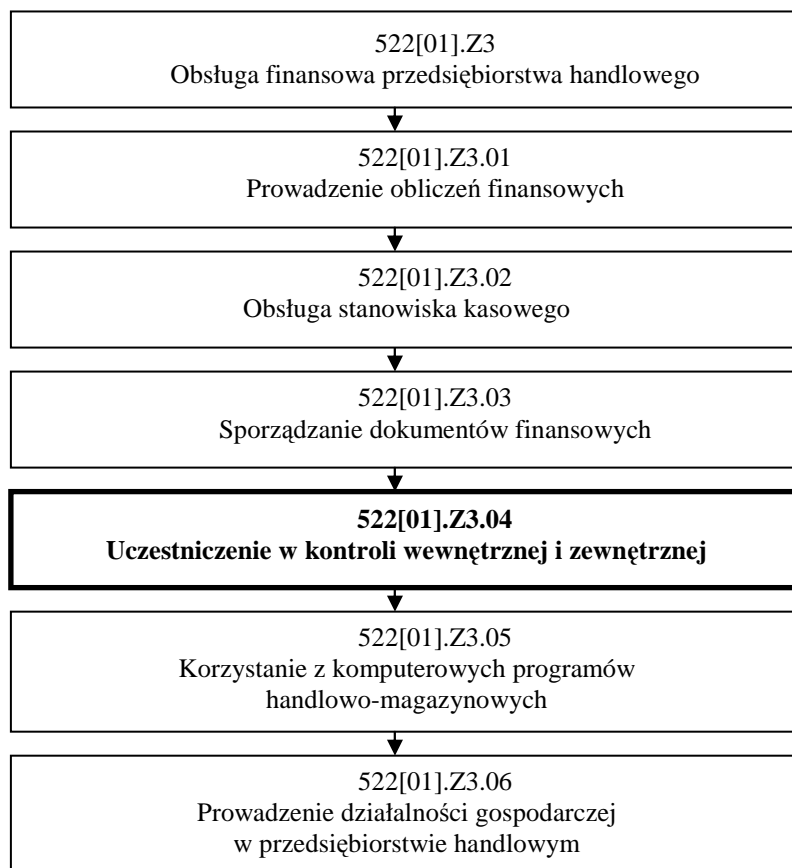 522[01].Z3
Obsługa finansowa przedsiębiorstwa handlowego
522[01].Z3.01
Prowadzenie obliczeń finansowych
522[01].Z3.02
Obsługa stanowiska kasowego
522[01].Z3.03
Sporządzanie dokumentów finansowych
522[01].Z3.04
Uczestniczenie w kontroli wewnętrznej i zewnętrznej
522[01].Z3.05
Korzystanie z komputerowych programów
handlowo-magazynowych
522[01].Z3.06
Prowadzenie działalności gospodarczej
w przedsiębiorstwie handlowym